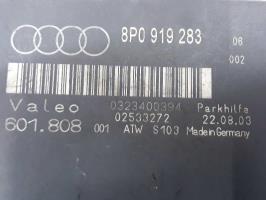 8P0 919 283 06
002
Valeo 0323400394 Parkhilfe
601.808 001 02533272 22.08.03
ATW S103 Made in Germany